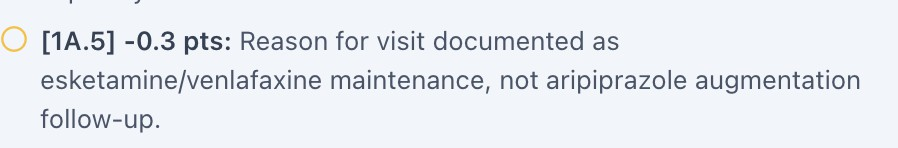 [1A.5] -0.3 pts: Reason for visit documented as
esketamine/venlafaxine maintenance, not aripiprazole augmentation
follow-up.